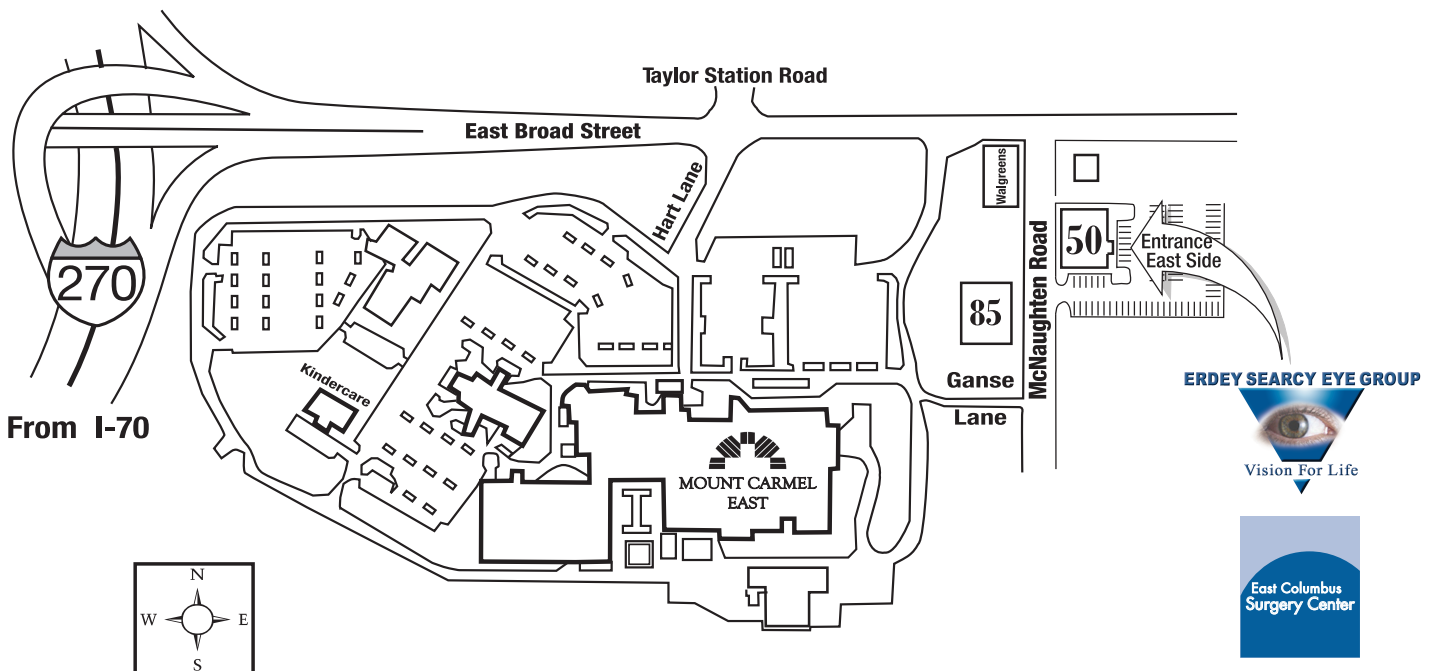 Taylor Station Road
East Broad Street
Hart Lane
Walgreens
McNaughten Road
50
Entrance
East Side
270
85
Kindercare
Ganse
Lane
From I-70
MOUNT CARMEL
EAST
ERDEY SEARCY EYE GROUP
Vision For Life
East Columbus
Surgery Center
N
W E
S